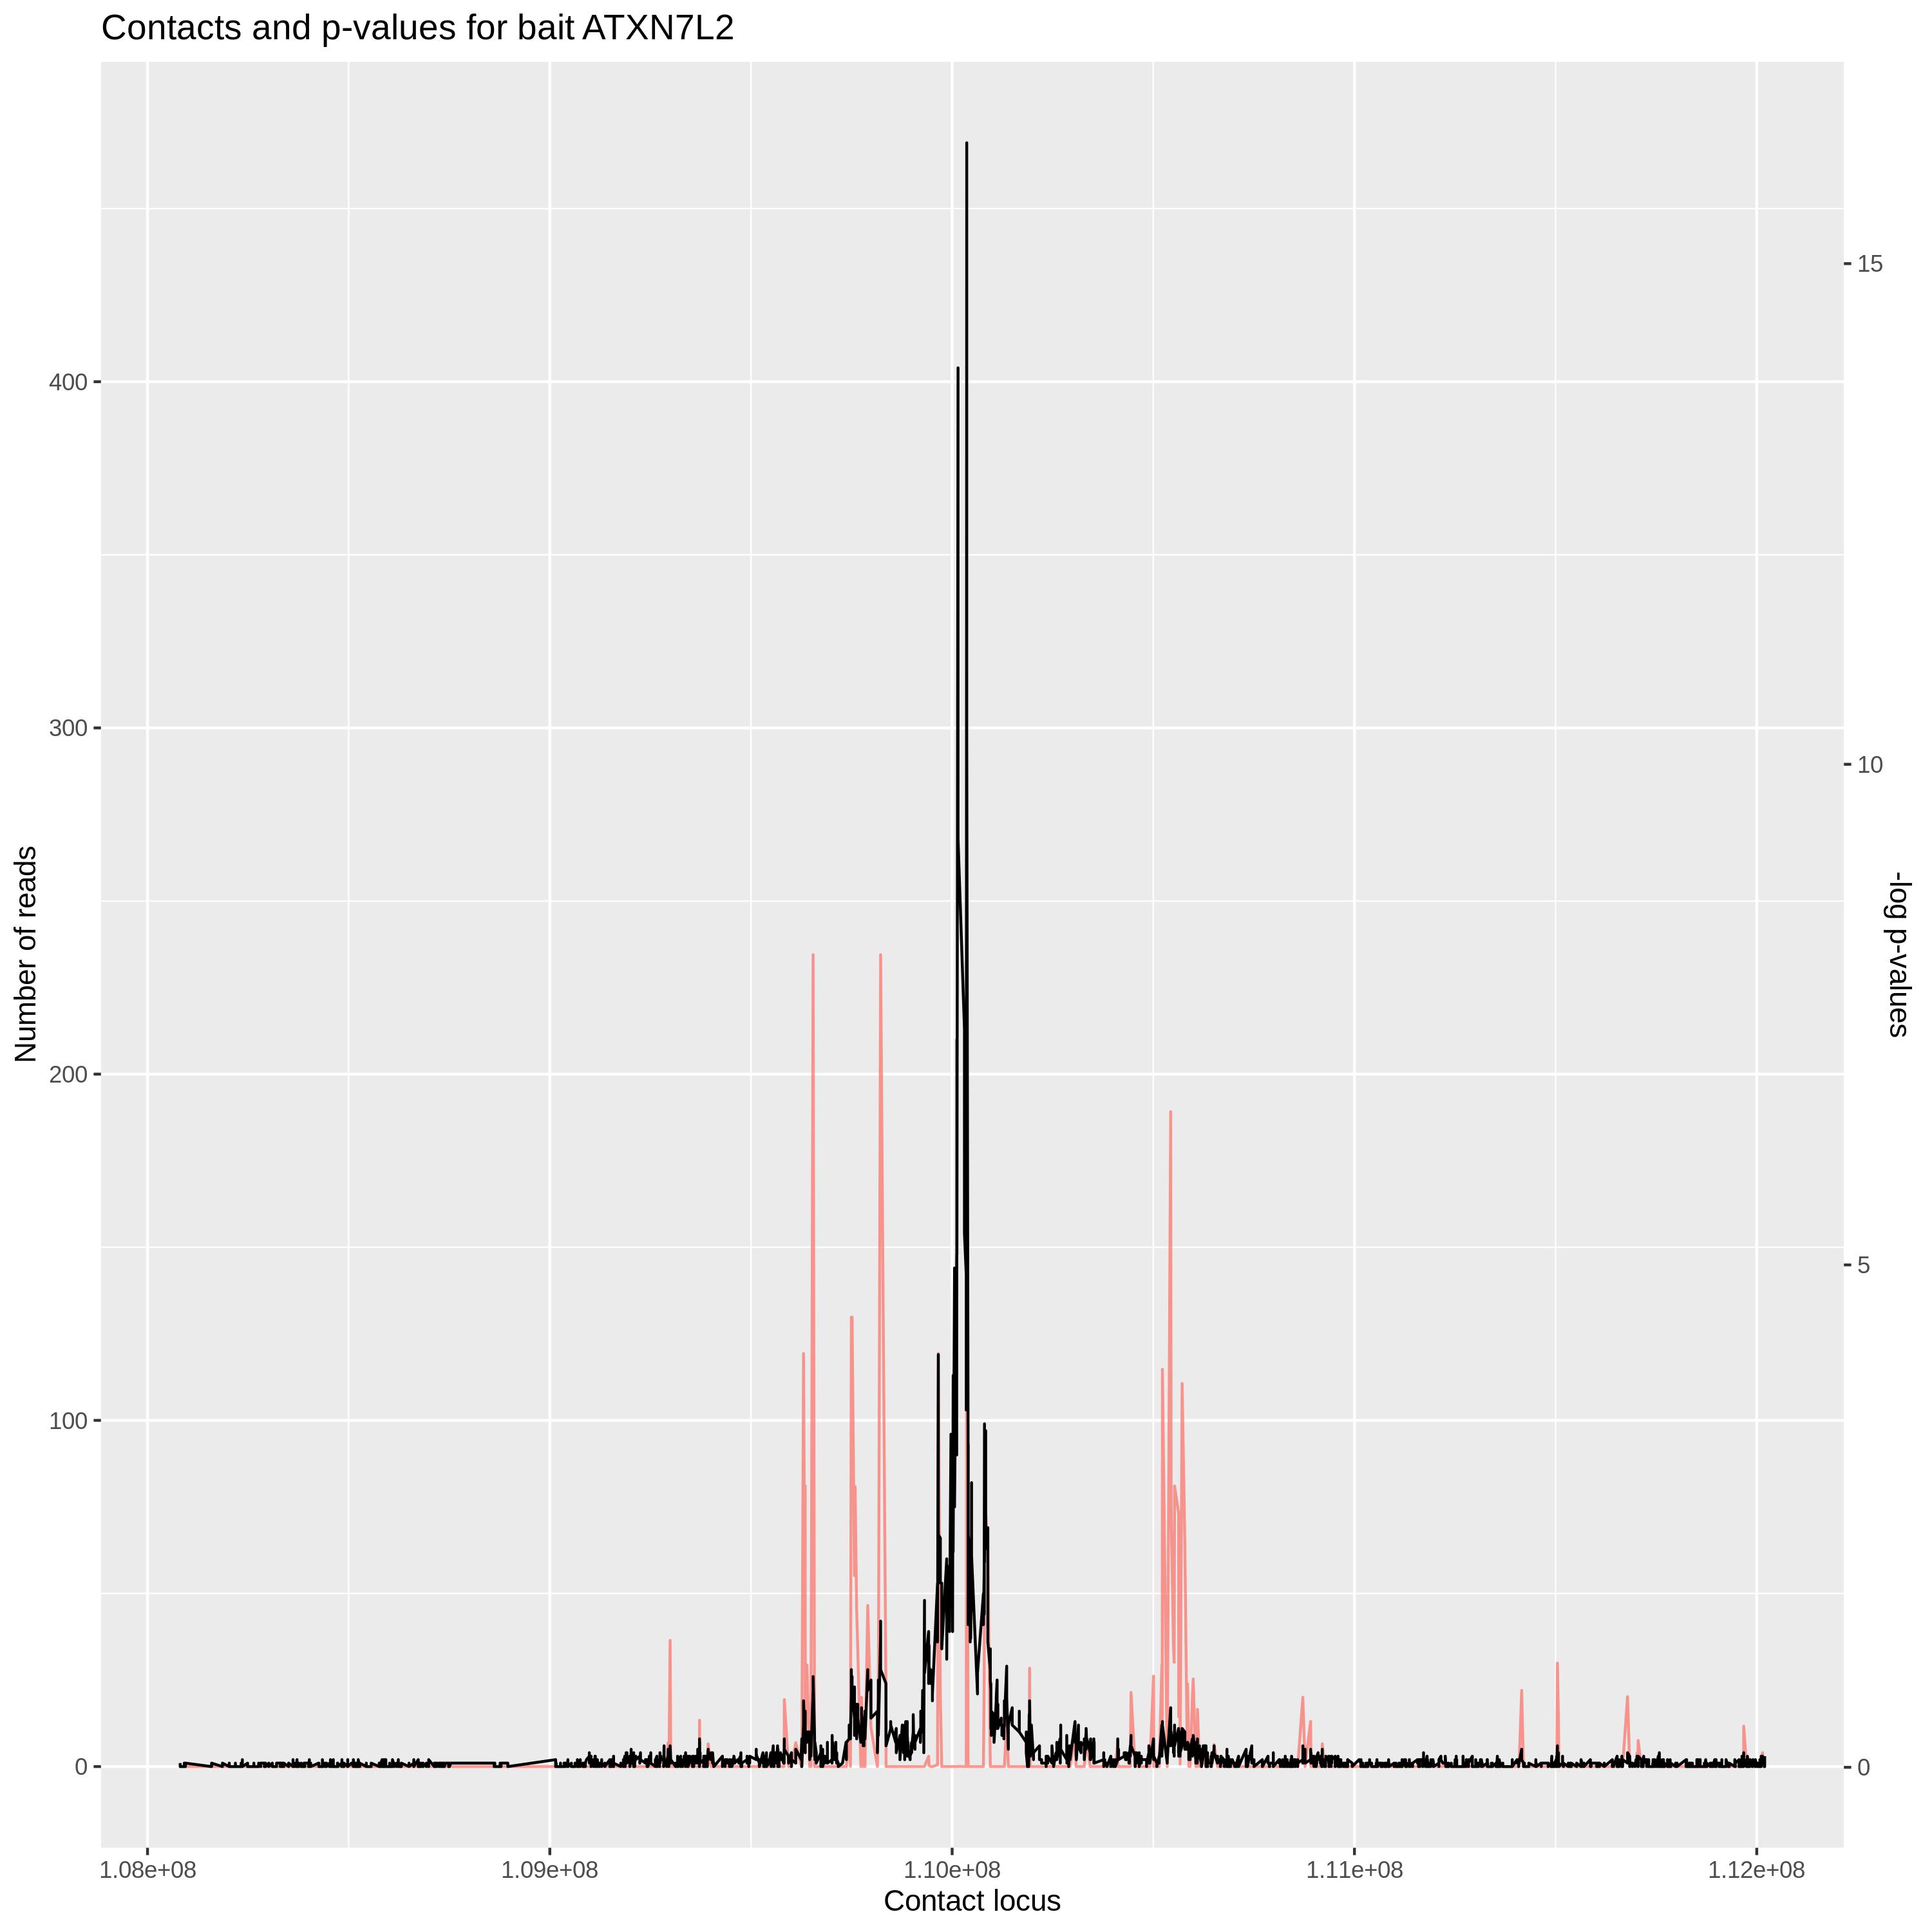 Contacts and p-values for bait ATXN7L2
Number of reads
400
300
200
100
0
15
10
5
0
-log p-values
1.08e+08
1.09e+08
1.10e+08
1.11e+08
1.12e+08
Contact locus